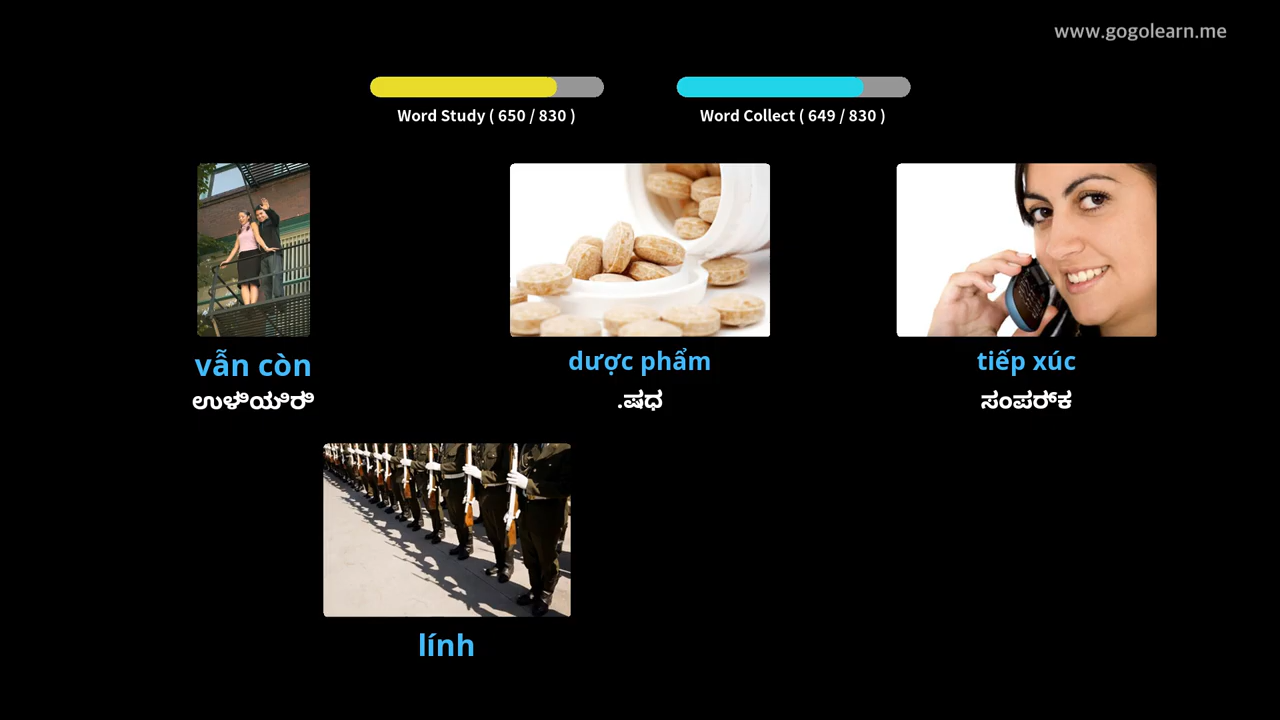 www.gogolearn.me
Word Study ( 650 / 830 )
Word Collect ( 649 / 830 )
vẫn còn
dược phẩm
tiếp xúc
ಉಳಿಯಿರಿ
.ಷಧ
ಸಂಪರ್ಕ
lính